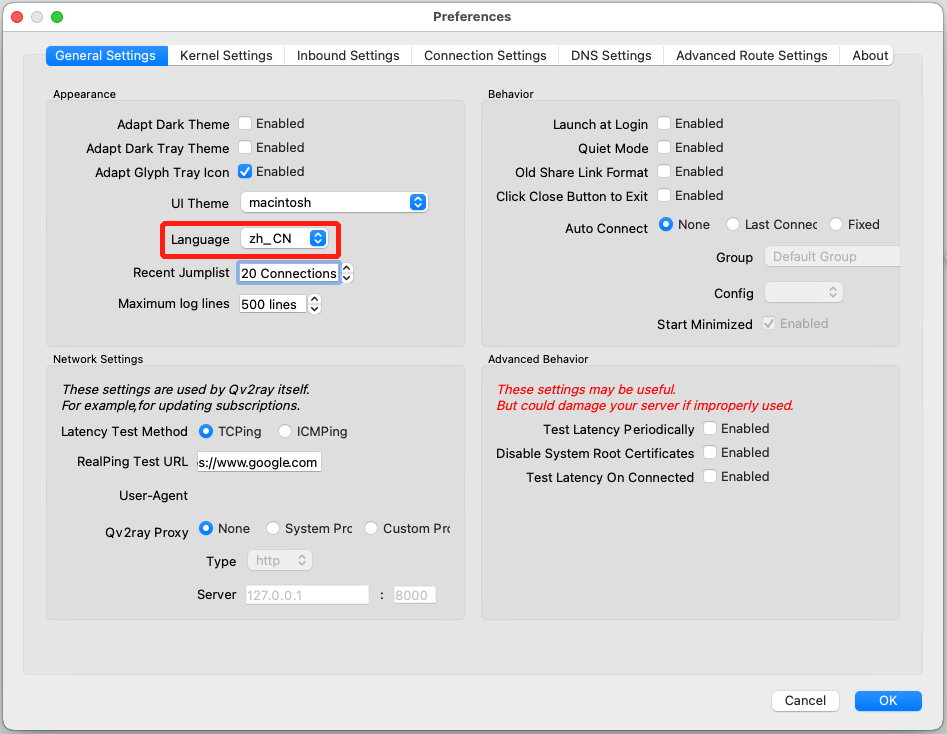 Preferences
General Settings
Kernel Settings
Inbound Settings
Connection Settings
DNS Settings
Advanced Route Settings
About
Appearance
Adapt Dark Theme Enabled
Adapt Dark Tray Theme Enabled
Adapt Glyph Tray Icon Enabled
UI Theme macintosh
Language zh_CN
Recent Jumplist 20 Connections
Maximum log lines 500 lines
Behavior
Launch at Login Enabled
Quiet Mode Enabled
Old Share Link Format Enabled
Click Close Button to Exit Enabled
Auto Connect None Last Connec Fixed
Group Default Group
Config
Start Minimized Enabled
Network Settings
These settings are used by Qv2ray itself.
For example,for updating subscriptions.
Latency Test Method TCPing ICMPing
RealPing Test URL s://www.google.com
User-Agent
Qv2ray Proxy None System Prc Custom Prc
Type http
Server 127.0.0.1 : 8000
Advanced Behavior
These settings may be useful.
But could damage your server if improperly used.
Test Latency Periodically Enabled
Disable System Root Certificates Enabled
Test Latency On Connected Enabled
Cancel
OK